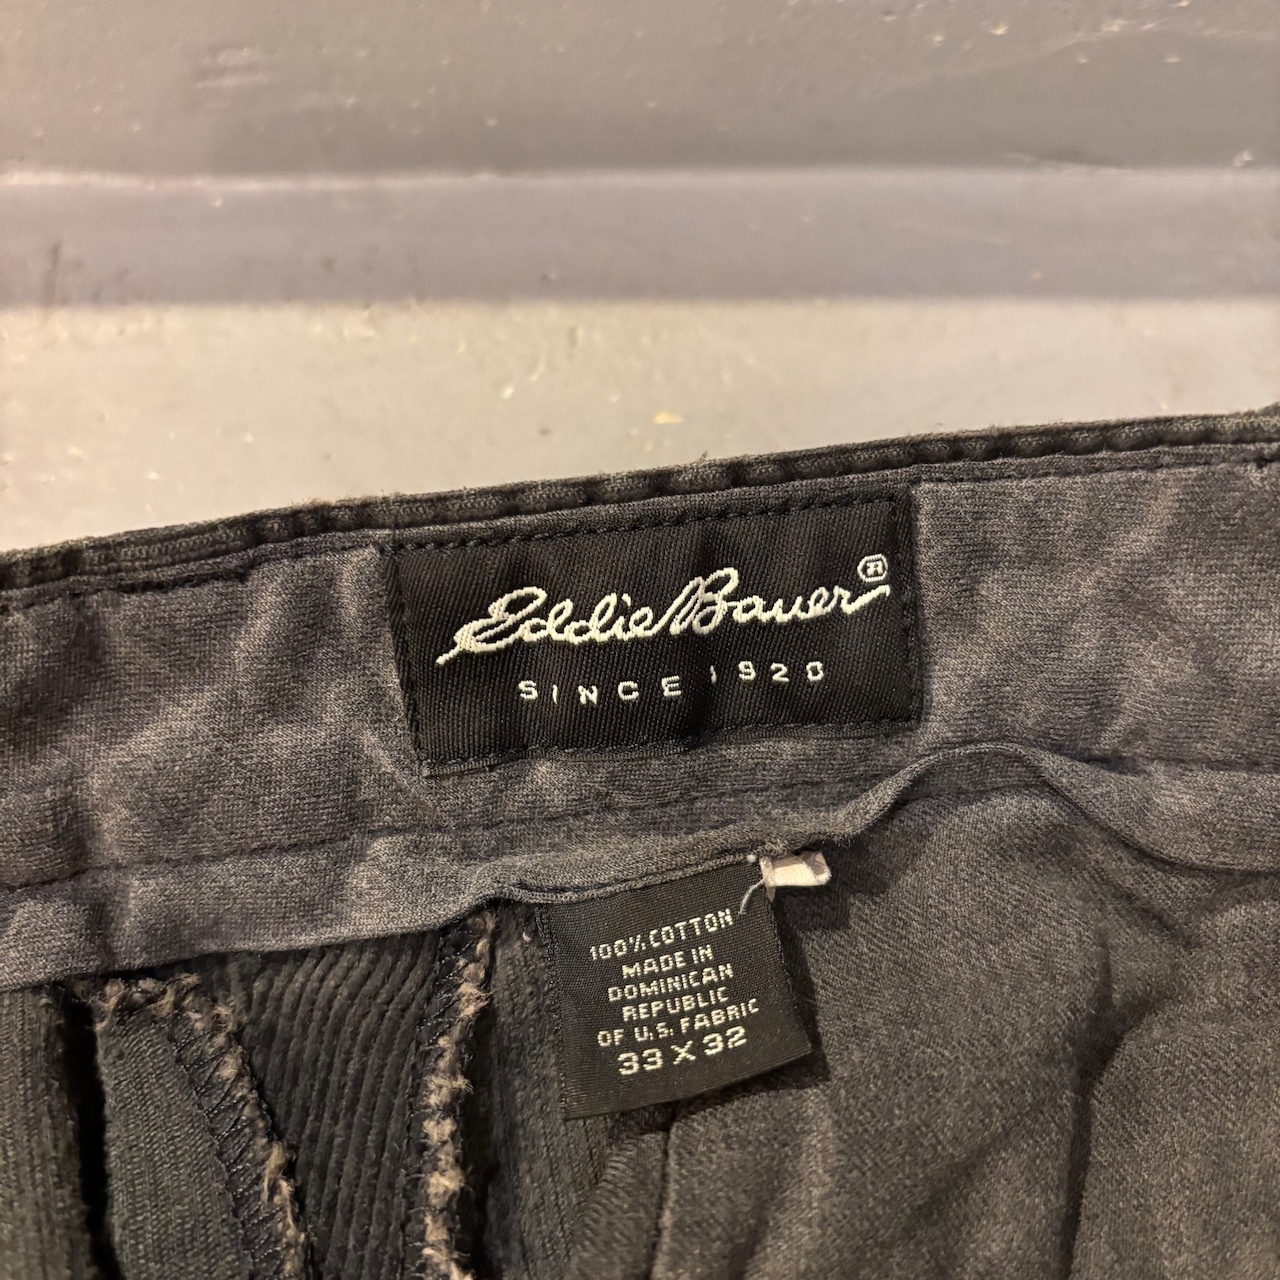 Eddie Bauer®
SINCE 1920
100% COTTON
MADE IN
DOMINICAN
REPUBLIC
OF U.S. FABRIC
33 X 32